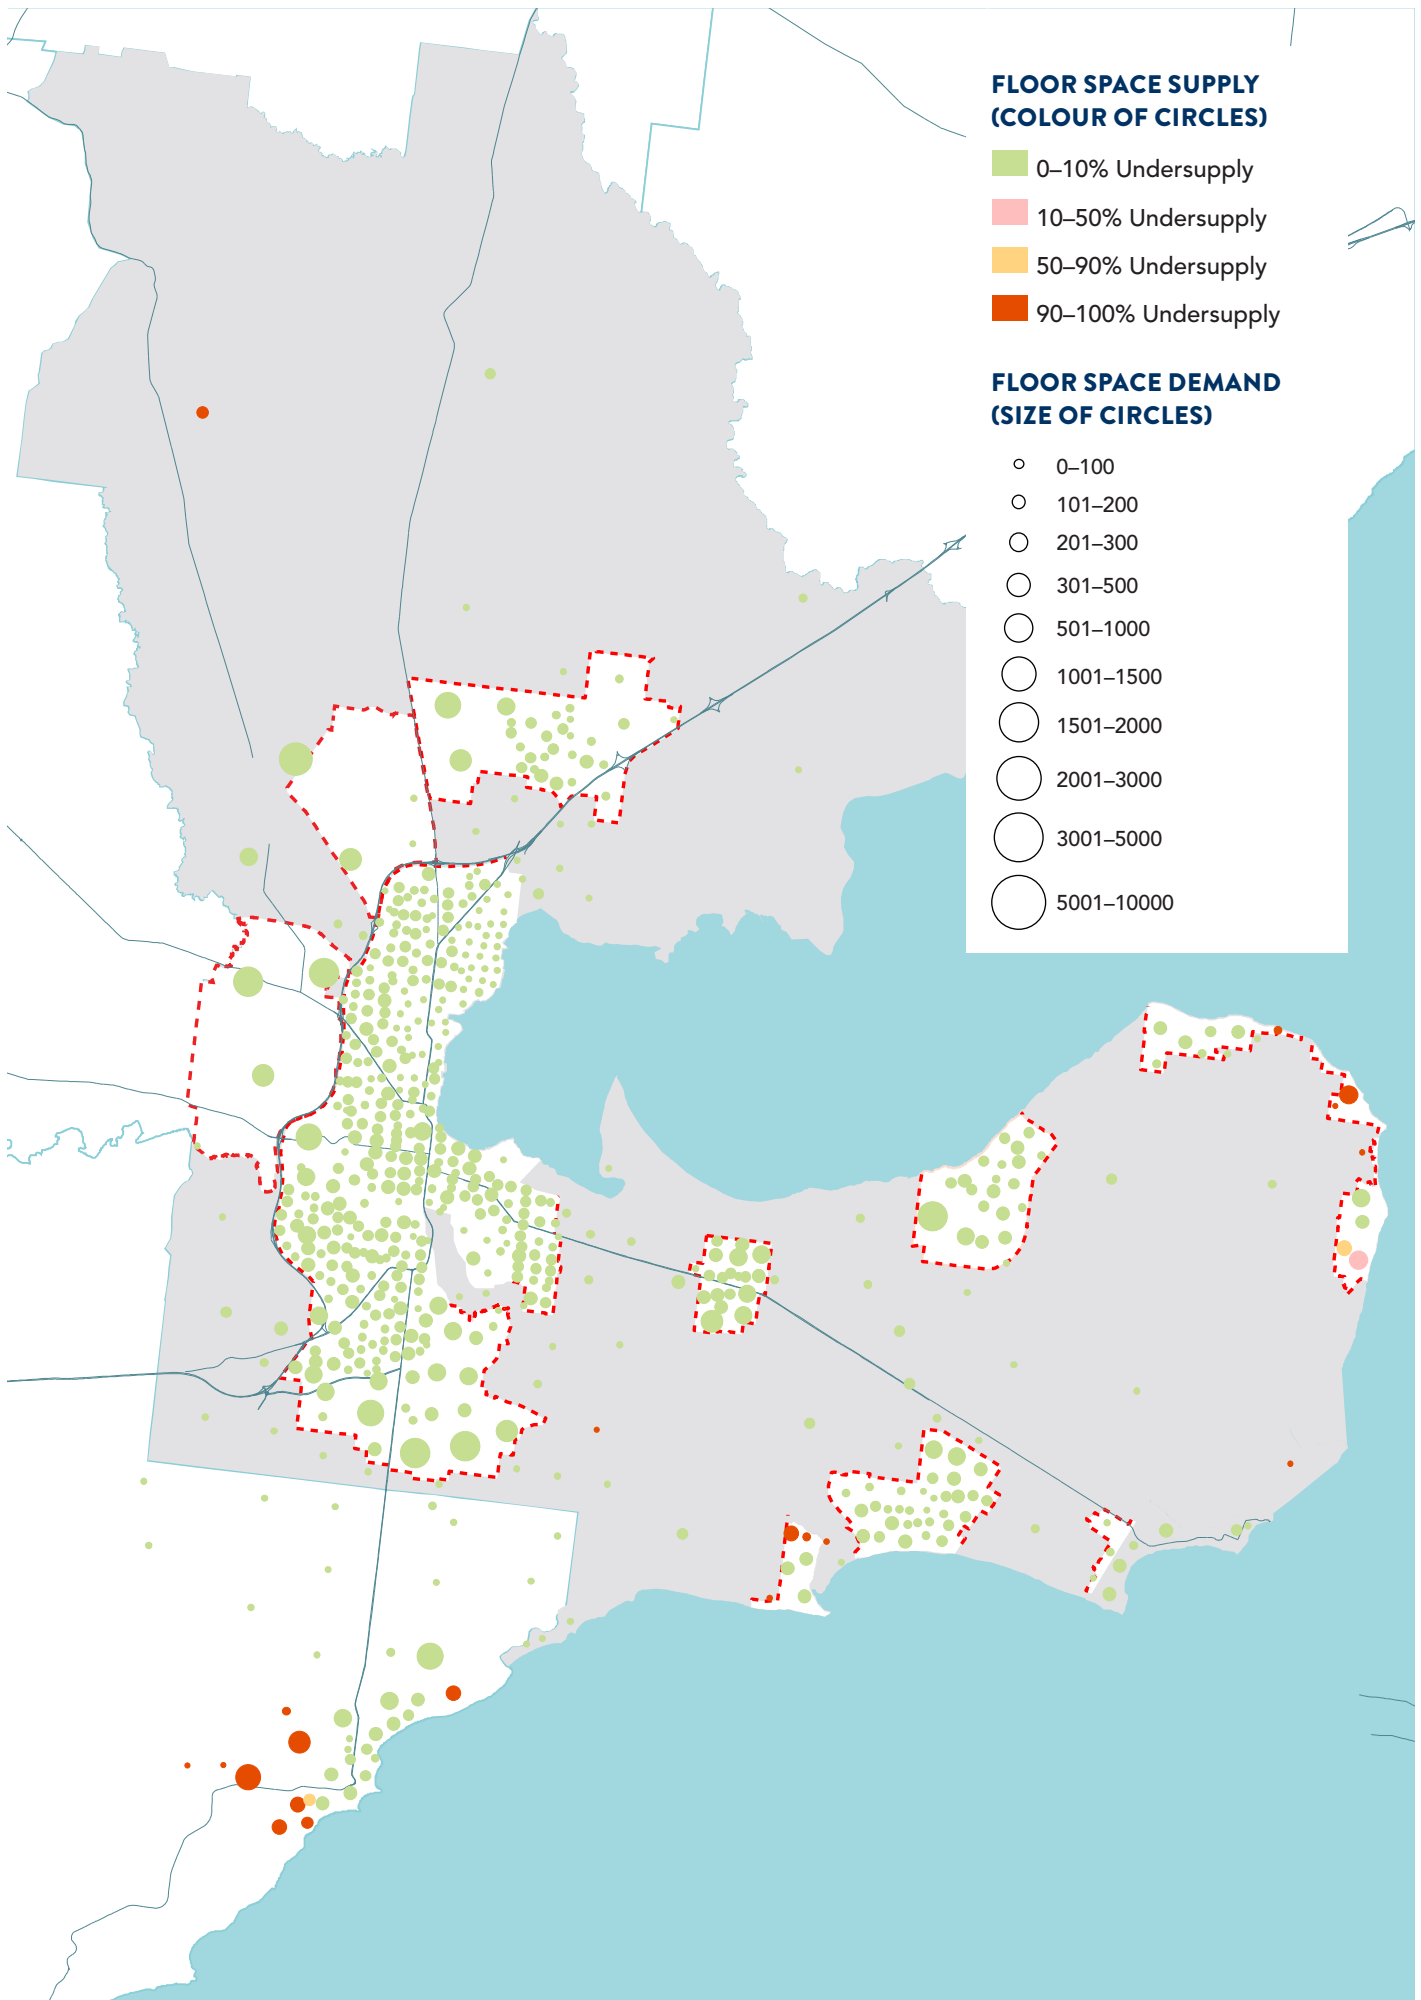 FLOOR SPACE SUPPLY
(COLOUR OF CIRCLES)
0–10% Undersupply
10–50% Undersupply
50–90% Undersupply
90–100% Undersupply
FLOOR SPACE DEMAND
(SIZE OF CIRCLES)
0–100
101–200
201–300
301–500
501–1000
1001–1500
1501–2000
2001–3000
3001–5000
5001–10000